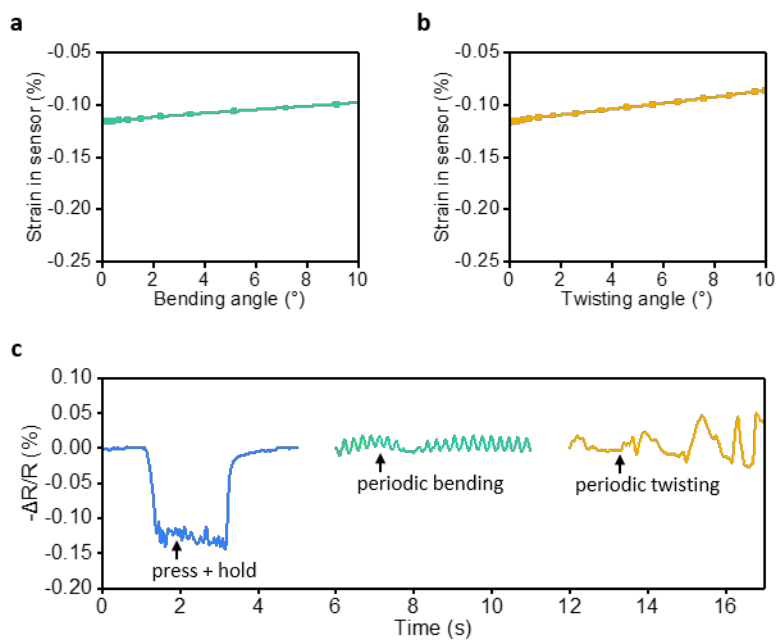 a
b
-0.05
-0.10
-0.15
-0.20
-0.25
Strain in sensor (%)
0 2 4 6 8 10
Bending angle (°)
-0.05
-0.10
-0.15
-0.20
-0.25
Strain in sensor (%)
0 2 4 6 8 10
Twisting angle (°)
c
0.10
0.05
0.00
-0.05
-0.10
-0.15
-0.20
-ΔR/R (%)
periodic bending
periodic twisting
press + hold
0 2 4 6 8 10 12 14 16
Time (s)